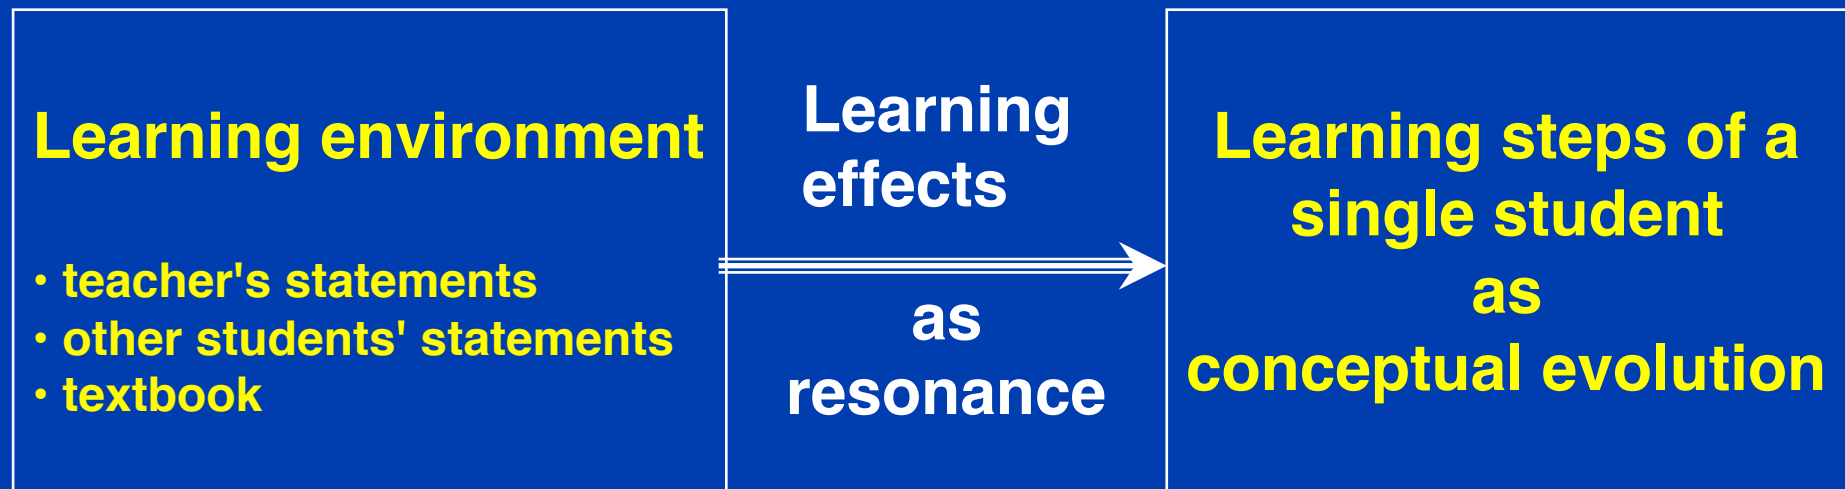 Learning environment
• teacher's statements
• other students' statements
• textbook
Learning
effects
as
resonance
Learning steps of a
single student
as
conceptual evolution